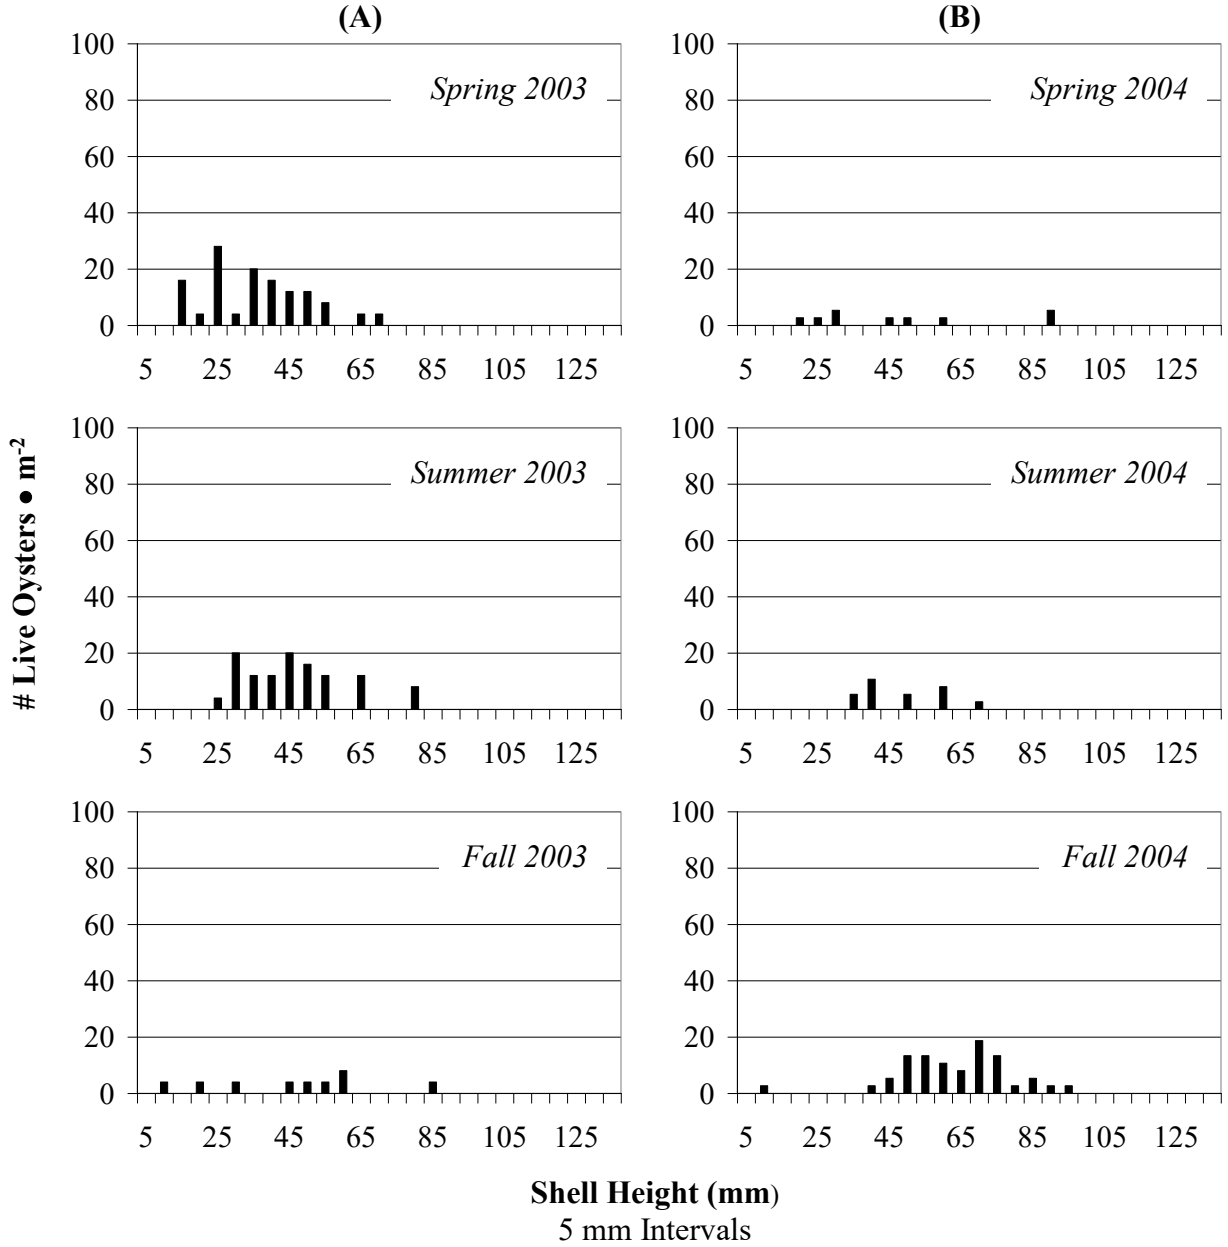 (A)
(B)
100
80
60
40
20
0
Spring 2003
5 25 45 65 85 105 125
100
80
60
40
20
0
Spring 2004
5 25 45 65 85 105 125
100
80
60
40
20
0
Summer 2003
5 25 45 65 85 105 125
100
80
60
40
20
0
Summer 2004
5 25 45 65 85 105 125
100
80
60
40
20
0
Fall 2003
5 25 45 65 85 105 125
100
80
60
40
20
0
Fall 2004
5 25 45 65 85 105 125
# Live Oysters ● m⁻²
Shell Height (mm)
5 mm Intervals